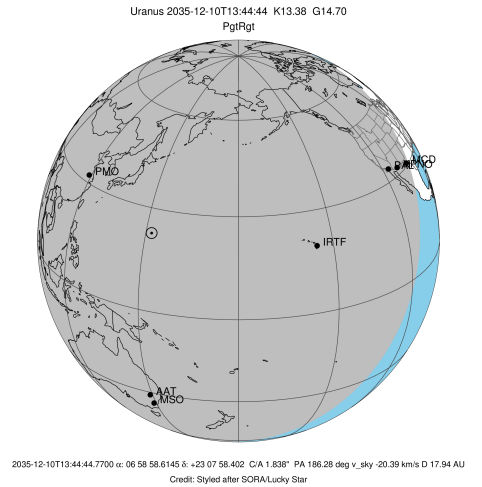 Uranus 2035-12-10T13:44:44 K13.38 G14.70
PgtRgt
MCD
PMO
IRTF
AAT
MSO
2035-12-10T13:44:44.7700 α: 06 58 58.6145 δ: +23 07 58.402 C/A 1.838" PA 186.28 deg v_sky -20.39 km/s D 17.94 AU
Credit: Styled after SORA/Lucky Star